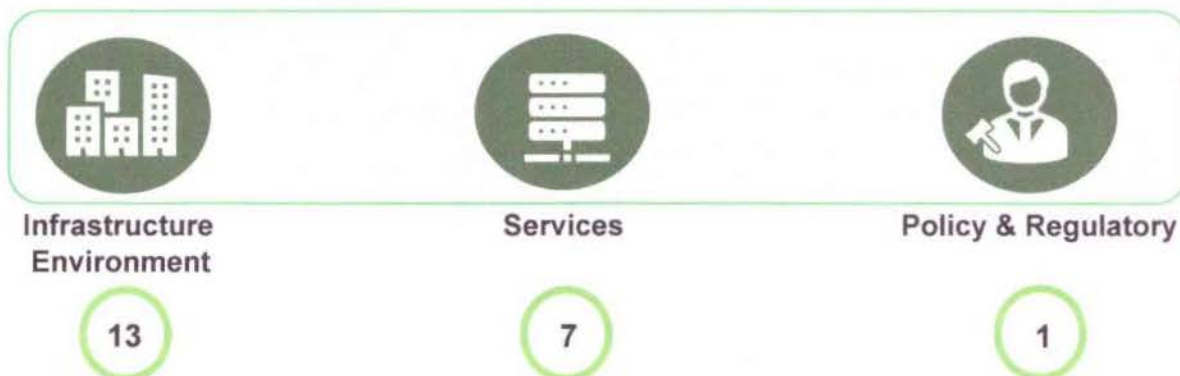 Infrastructure
Environment
Services
Policy & Regulatory
13
7
1